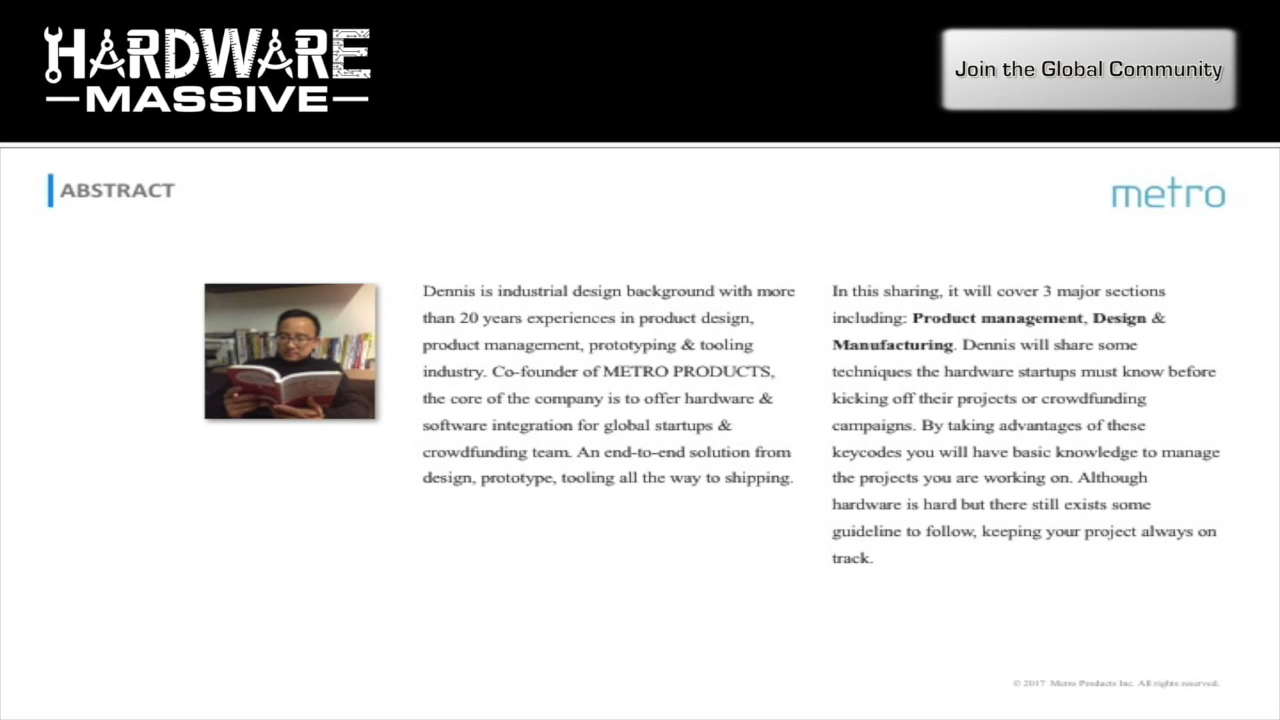 HARDWARE
MASSIVE
Join the Global Community
ABSTRACT
metro
Dennis is industrial design background with more
than 20 years experiences in product design,
product management, prototyping & tooling
industry. Co-founder of METRO PRODUCTS,
the core of the company is to offer hardware &
software integration for global startups &
crowdfunding team. An end-to-end solution from
design, prototype, tooling all the way to shipping.
In this sharing, it will cover 3 major sections
including: Product management, Design &
Manufacturing. Dennis will share some
techniques the hardware startups must know before
kicking off their projects or crowdfunding
campaigns. By taking advantages of these
keycodes you will have basic knowledge to manage
the projects you are working on. Although
hardware is hard but there still exists some
guideline to follow, keeping your project always on
track.
© 2017 Metro Products Inc. All rights reserved.